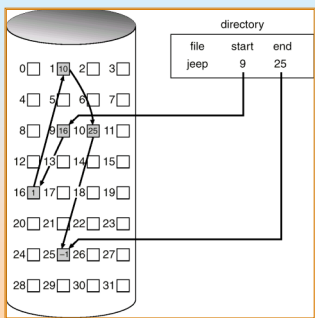 directory
file start end
jeep 9 25
0 1 10 2 3
4 5 6 7
8 9 16 10 25 11
12 13 14 15
16 1 17 18 19
20 21 22 23
24 25 -1 26 27
28 29 30 31